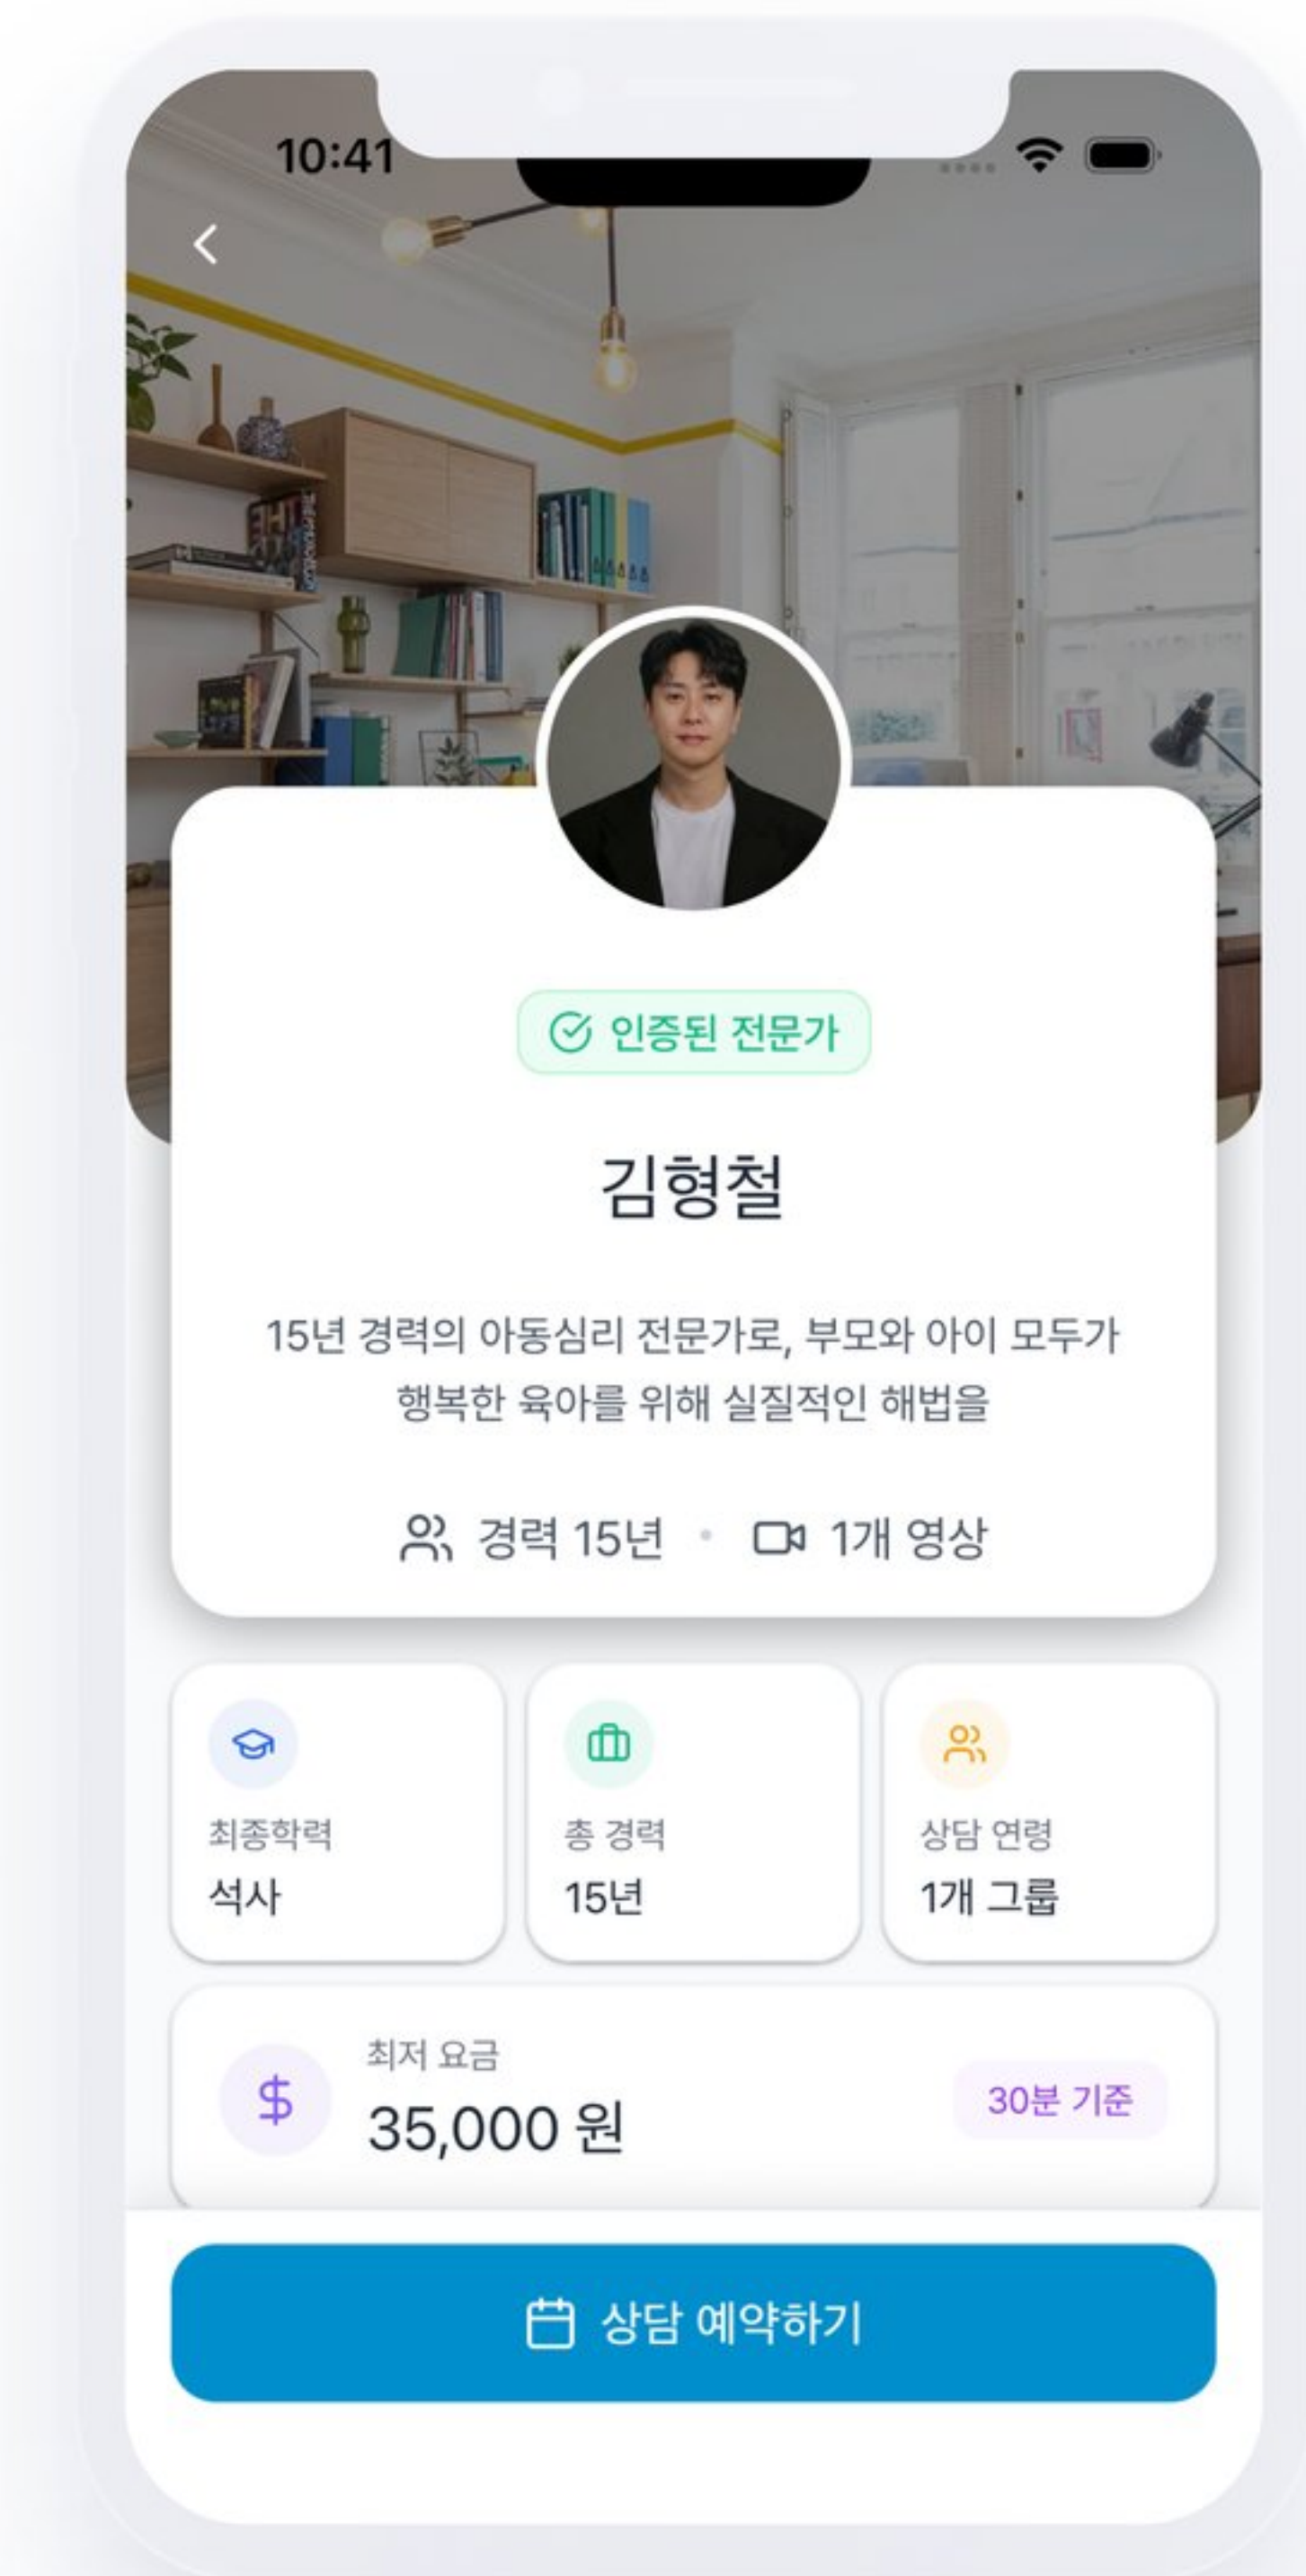 10:41
인증된 전문가
김형철
15년 경력의 아동심리 전문가로, 부모와 아이 모두가
행복한 육아를 위해 실질적인 해법을
경력 15년 • 1개 영상
최종학력
석사
총 경력
15년
상담 연령
1개 그룹
최저 요금
35,000 원
30분 기준
상담 예약하기